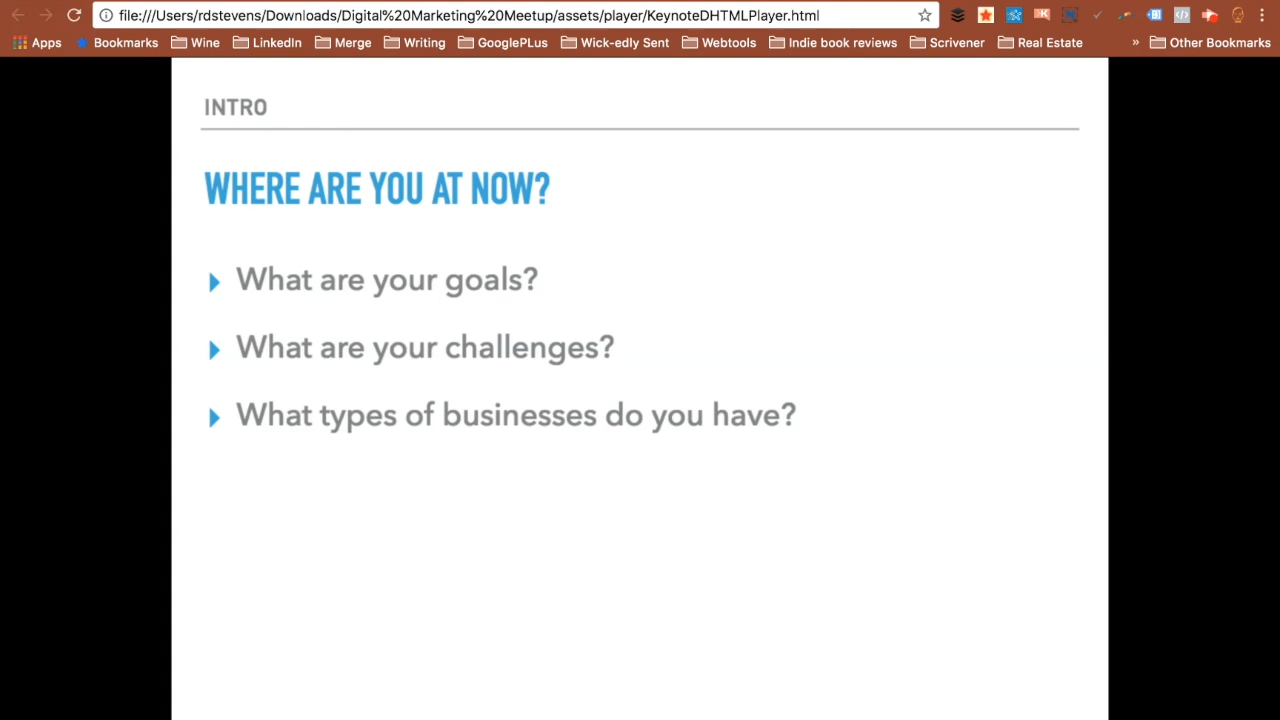 file:///Users/rdstevens/Downloads/Digital%20Marketing%20Meetup/assets/player/KeynoteDHTMLPlayer.html
Apps Bookmarks Wine LinkedIn Merge Writing GooglePLus Wick-edly Sent Webtools Indie book reviews Scrivener Real Estate » Other Bookmarks
INTRO
WHERE ARE YOU AT NOW?
What are your goals?
What are your challenges?
What types of businesses do you have?